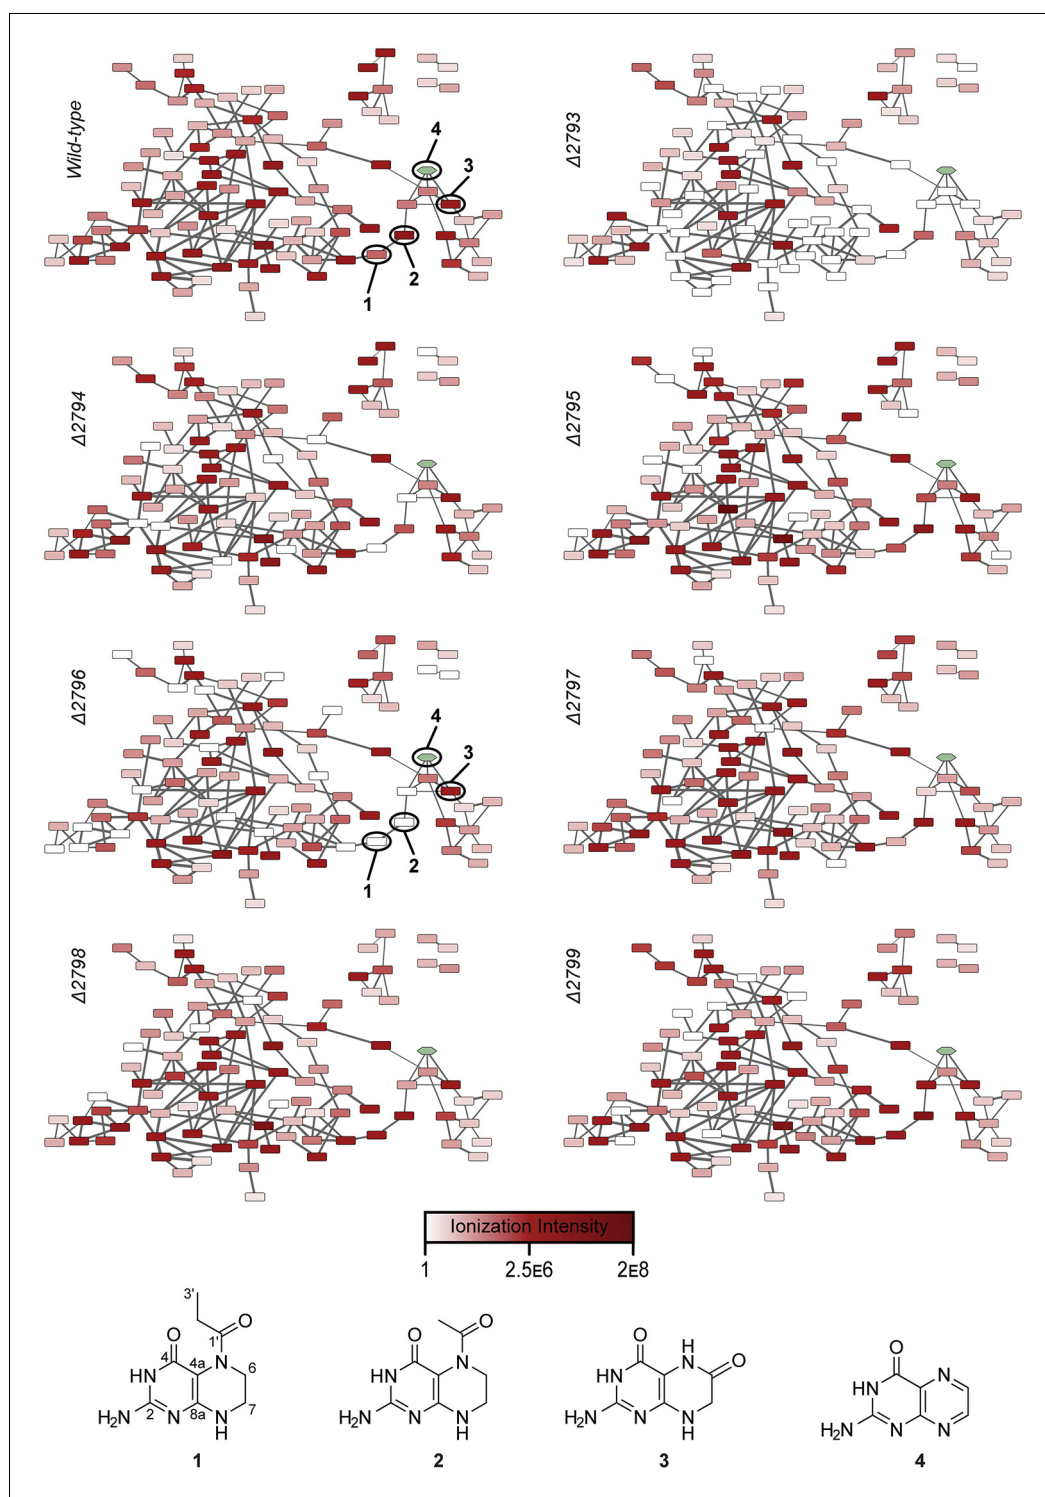 Wild-type
4
3
2
1
Δ2793
Δ2794
Δ2795
Δ2796
4
3
2
1
Δ2797
Δ2798
Δ2799
Ionization Intensity
1 2.5E6 2E8
3'
O
1'
O
4 4a N 6
HN
H2N 2 N 8a N 7
H
1
O
O N
HN
H2N N N
H
2
O H
N O
HN
H2N N N
H
3
O
N
HN
H2N N N
4